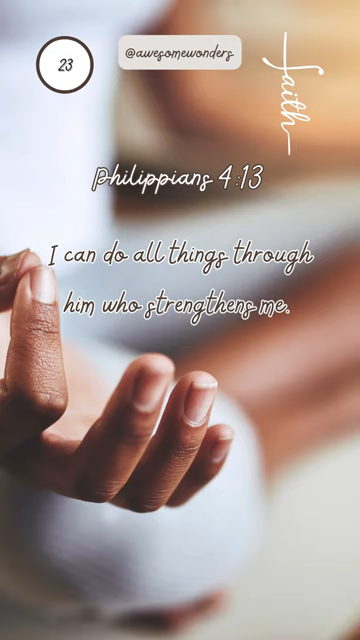 23
@awesomewonders
faith
Philippians 4:13
I can do all things through
him who strengthens me.